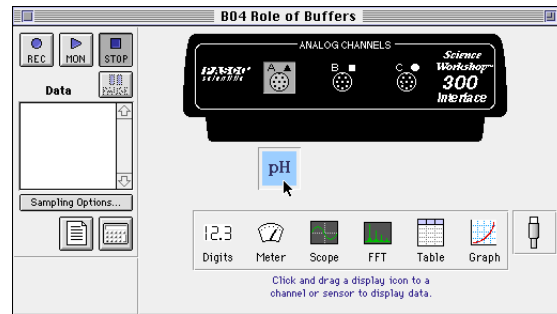 B04 Role of Buffers
REC MON STOP
PAUSE
Data
Sampling Options...
ANALOG CHANNELS
PASCO
scientific
A B C
Science
Workshop™
300
Interface
pH
12.3
Digits Meter Scope FFT Table Graph
Click and drag a display icon to a
channel or sensor to display data.